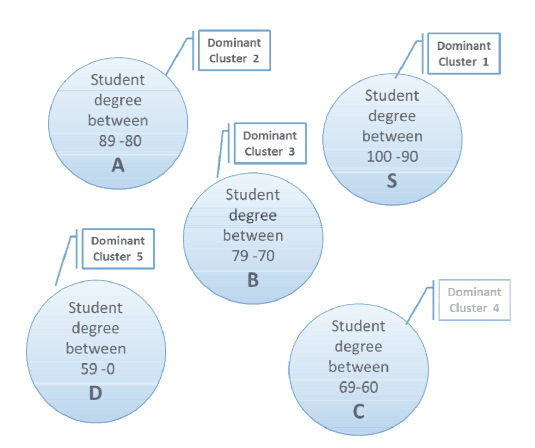 Dominant
Cluster 2
Student
degree
between
89 -80
A
Dominant
Cluster 1
Student
degree
between
100 -90
S
Dominant
Cluster 3
Student
degree
between
79 -70
B
Dominant
Cluster 5
Student
degree
between
59 -0
D
Dominant
Cluster 4
Student
degree
between
69-60
C